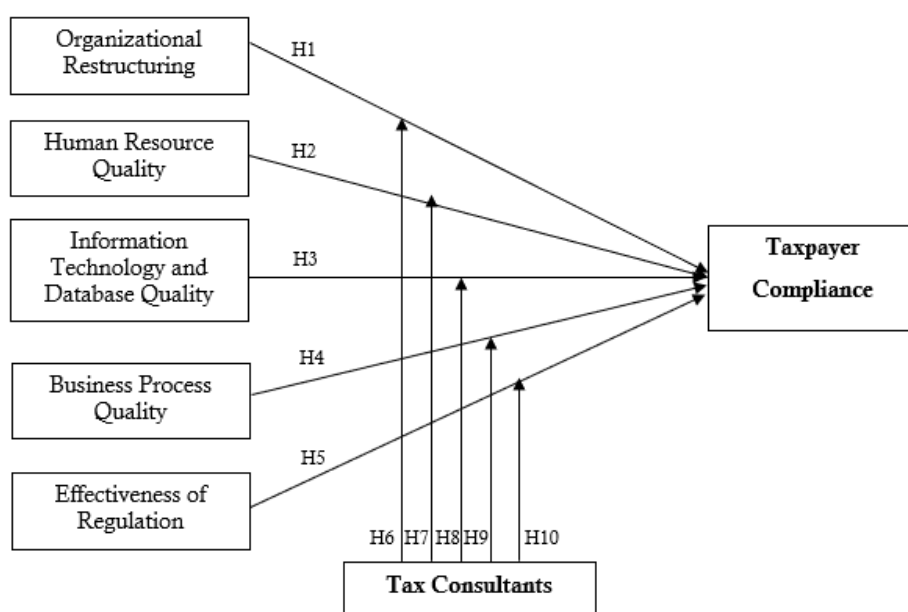 Organizational
Restructuring
H1
Human Resource
Quality
H2
Information
Technology and
Database Quality
H3
Taxpayer
Compliance
H4
Business Process
Quality
H5
Effectiveness of
Regulation
H6 H7 H8 H9 H10
Tax Consultants